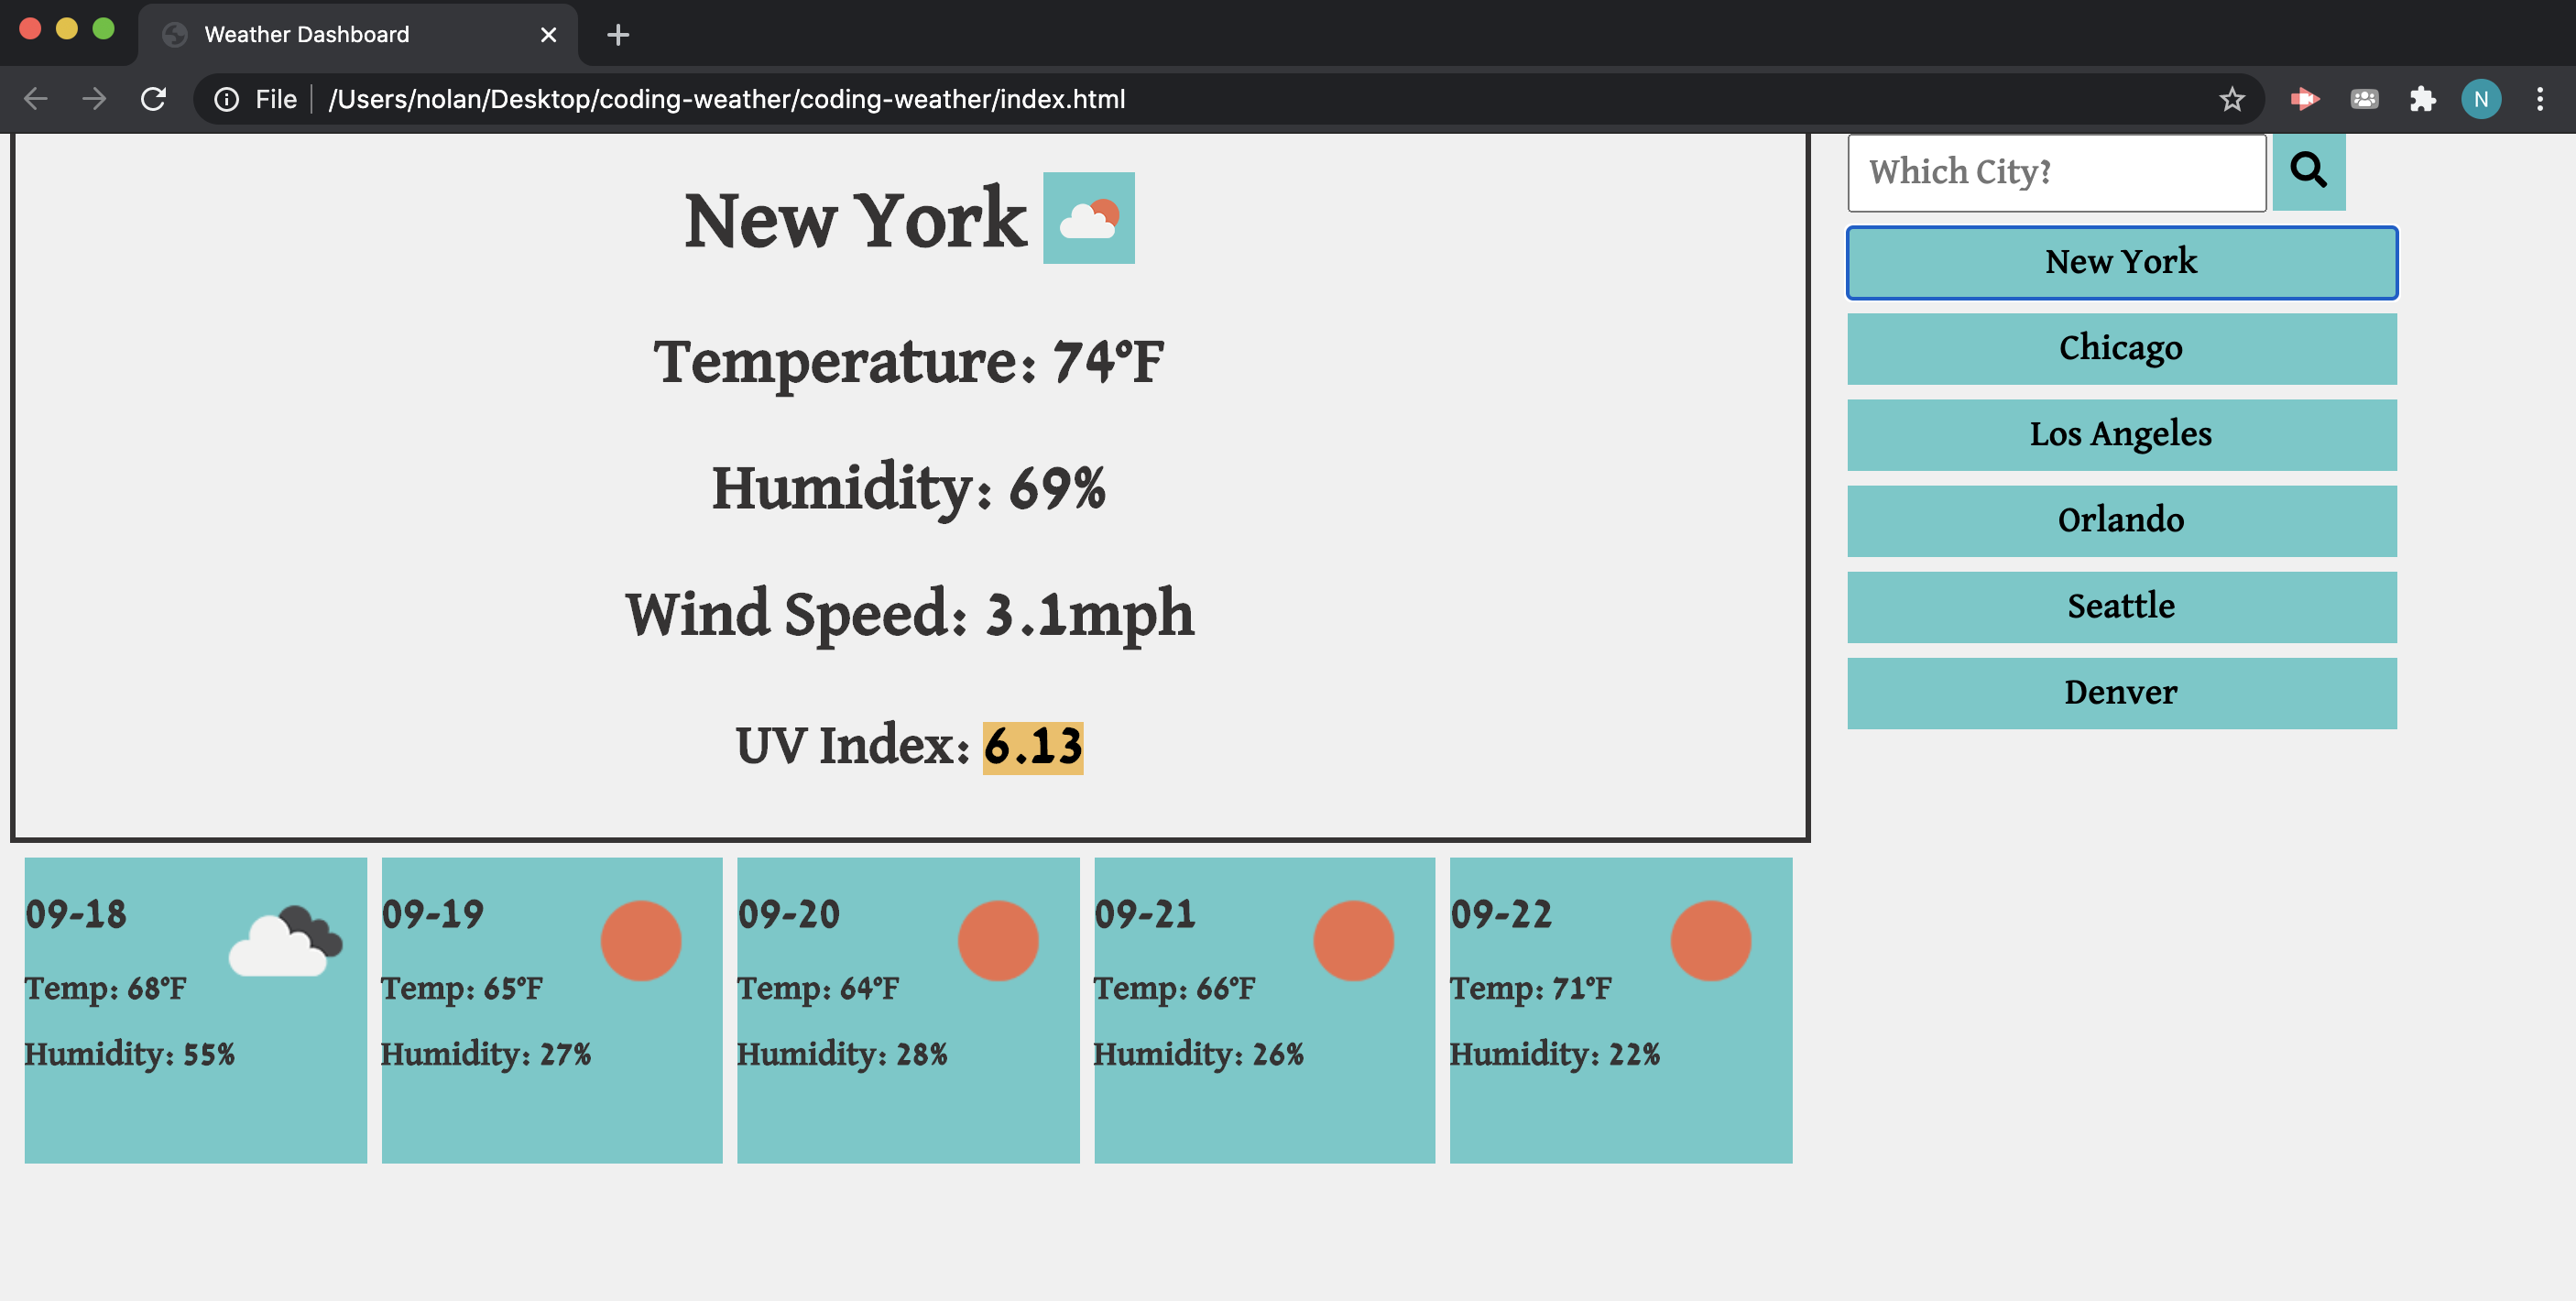 Weather Dashboard
File /Users/nolan/Desktop/coding-weather/coding-weather/index.html
N
New York
Temperature: 74°F
Humidity: 69%
Wind Speed: 3.1mph
UV Index: 6.13
Which City?
New York
Chicago
Los Angeles
Orlando
Seattle
Denver
09-18
Temp: 68°F
Humidity: 55%
09-19
Temp: 65°F
Humidity: 27%
09-20
Temp: 64°F
Humidity: 28%
09-21
Temp: 66°F
Humidity: 26%
09-22
Temp: 71°F
Humidity: 22%